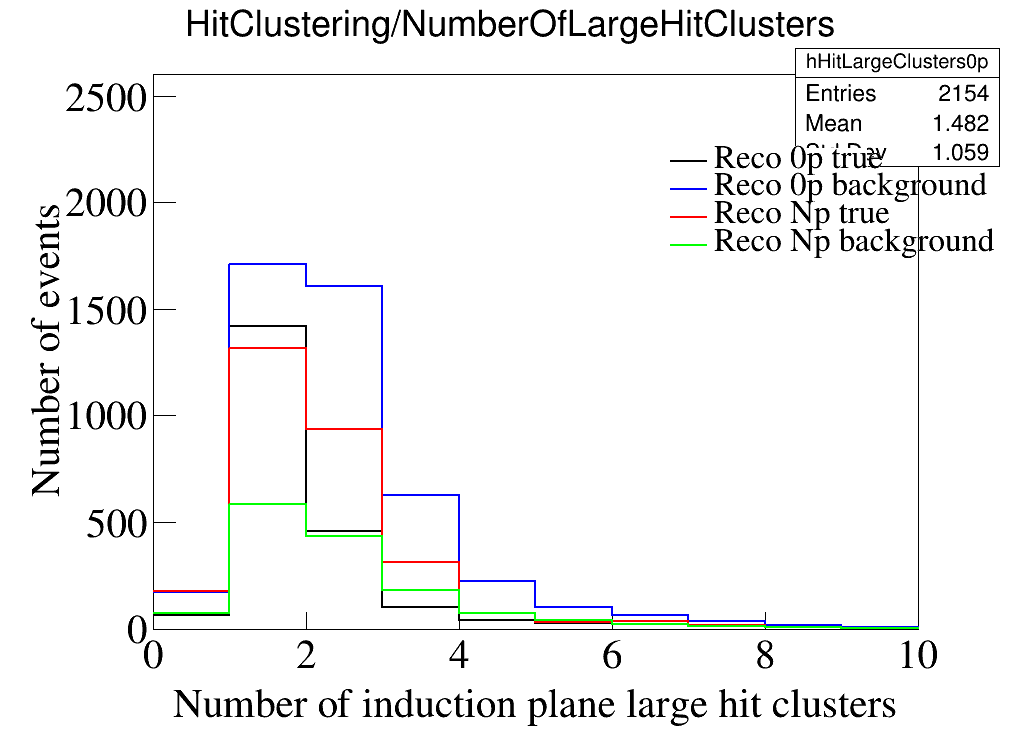 HitClustering/NumberOfLargeHitClusters
hHitLargeClusters0p
Entries 2154
Mean 1.482
1.059
Reco 0p true
Reco 0p background
Reco Np true
Reco Np background
Number of events
2500
2000
1500
1000
500
0
0 2 4 6 8 10
Number of induction plane large hit clusters